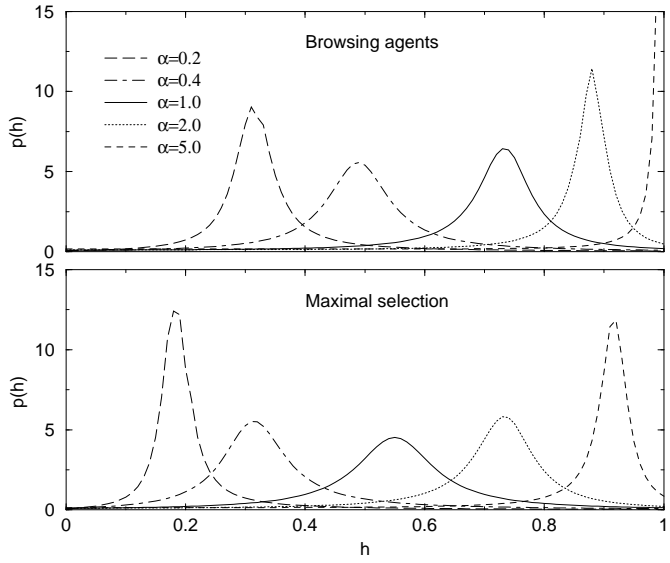 15
Browsing agents
α=0.2
α=0.4
10
α=1.0
α=2.0
p(h)
α=5.0
5
0
15
Maximal selection
10
p(h)
5
0
0 0.2 0.4 0.6 0.8 1
h